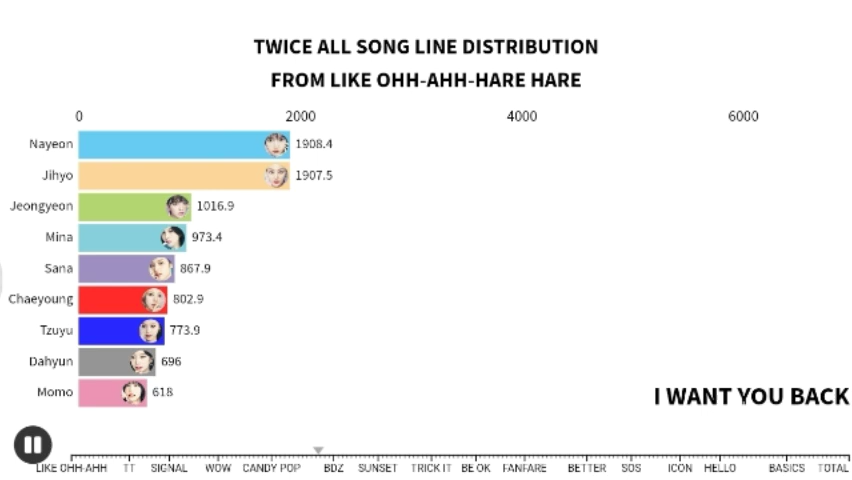 TWICE ALL SONG LINE DISTRIBUTION
FROM LIKE OHH-AHH-HARE HARE
0 2000 4000 6000
Nayeon 1908.4
Jihyo 1907.5
Jeongyeon 1016.9
Mina 973.4
Sana 867.9
Chaeyoung 802.9
Tzuyu 773.9
Dahyun 696
Momo 618
I WANT YOU BACK
LIKE OHH-AHH TT SIGNAL WOW CANDY POP BDZ SUNSET TRICK IT BE OK FANFARE BETTER SOS ICON HELLO BASICS TOTAL